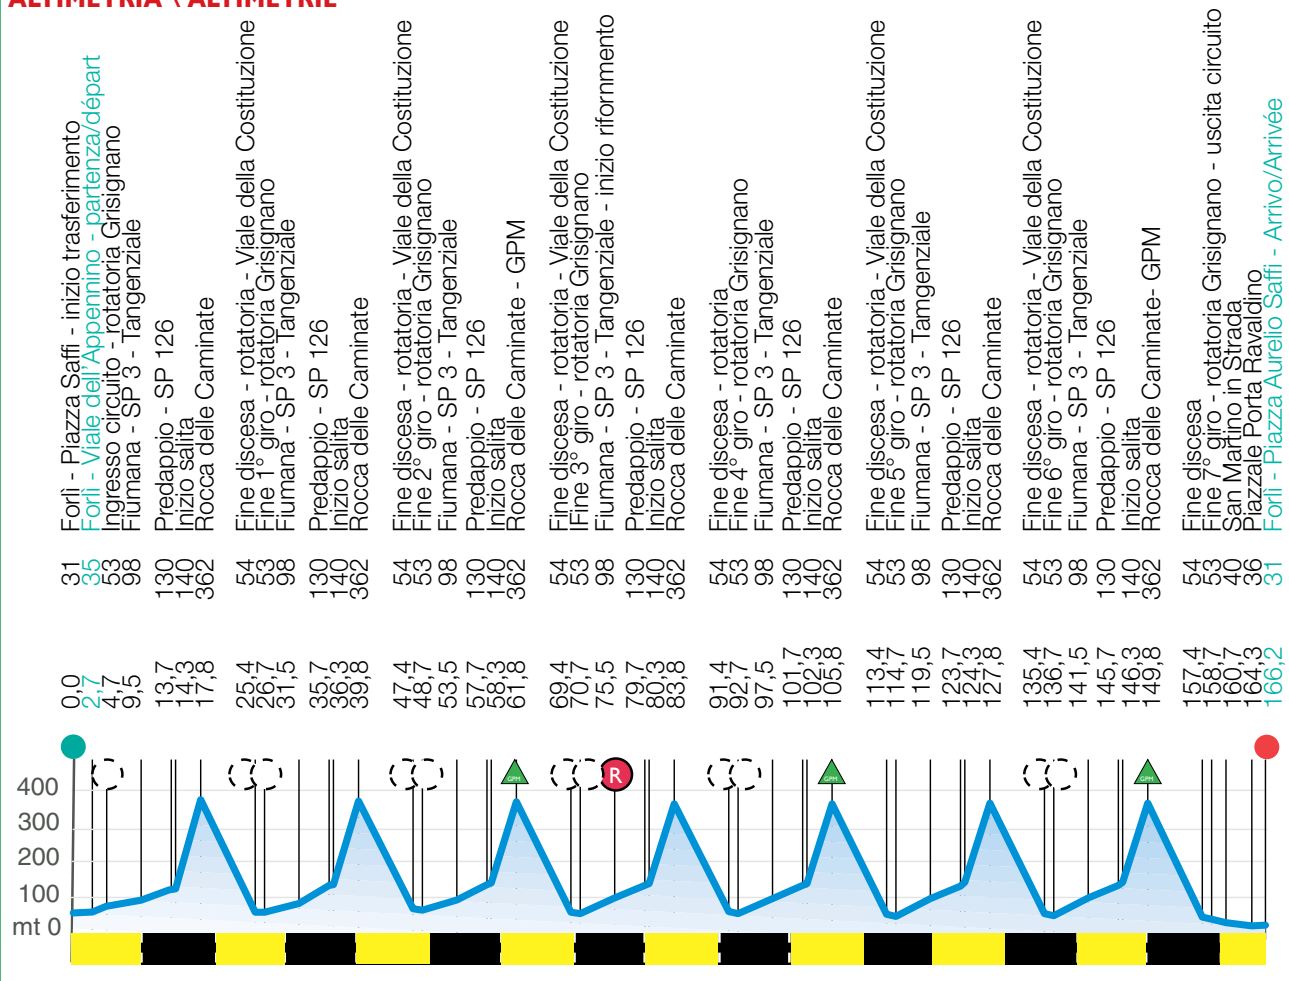 ALTIMETRIA \ ALTIMÉTRIE
0,0 31 Forlì - Piazza Saffi - inizio trasferimento
2,7 35 Forlì - Viale dell'Appennino - partenza/départ
4,7 53 Ingresso circuito - rotatoria Grisignano
9,5 98 Fiumana - SP 3 - Tangenziale
13,7 130 Predappio - SP 126
14,3 140 Inizio salita
17,8 362 Rocca delle Caminate
25,4 54 Fine discesa - rotatoria - Viale della Costituzione
26,7 53 Fine 1° giro - rotatoria Grisignano
31,5 98 Fiumana - SP 3 - Tangenziale
35,7 130 Predappio - SP 126
36,3 140 Inizio salita
39,8 362 Rocca delle Caminate
47,4 54 Fine discesa - rotatoria - Viale della Costituzione
48,7 53 Fine 2° giro - rotatoria Grisignano
53,5 98 Fiumana - SP 3 - Tangenziale
57,7 130 Predappio - SP 126
58,3 140 Inizio salita
61,8 362 Rocca delle Caminate - GPM
69,4 54 Fine discesa - rotatoria - Viale della Costituzione
70,7 53 IFine 3° giro - rotatoria Grisignano
75,5 98 Fiumana - SP 3 - Tangenziale - inizio rifornmento
79,7 130 Predappio - SP 126
80,3 140 Inizio salita
83,8 362 Rocca delle Caminate
91,4 54 Fine discesa - rotatoria
92,7 53 Fine 4° giro - rotatoria Grisignano
97,5 98 Fiumana - SP 3 - Tangenziale
101,7 130 Predappio - SP 126
102,3 140 Inizio salita
105,8 362 Rocca delle Caminate
113,4 54 Fine discesa - rotatoria - Viale della Costituzione
114,7 53 Fine 5° giro - rotatoria Grisignano
119,5 98 Fiumana - SP 3 - Tamgenziale
123,7 130 Predappio - SP 126
124,3 140 Inizio salita
127,8 362 Rocca delle Caminate
135,4 54 Fine discesa - rotatoria - Viale della Costituzione
136,7 53 Fine 6° giro - rotatoria Grisignano
141,5 98 Fiumana - SP 3 - Tangenziale
145,7 130 Predappio - SP 126
146,3 140 Inizio salita
149,8 362 Rocca delle Caminate- GPM
157,4 54 Fine discesa
158,7 53 Fine 7° giro - rotatoria Grisignano - uscita circuito
160,7 40 San Martino in Strada
164,3 36 Piazzale Porta Ravaldino
166,2 31 Forlì - Piazza Aurelio Saffi - Arrivo/Arrivée
GPM
R
GPM
GPM
400
300
200
100
mt 0